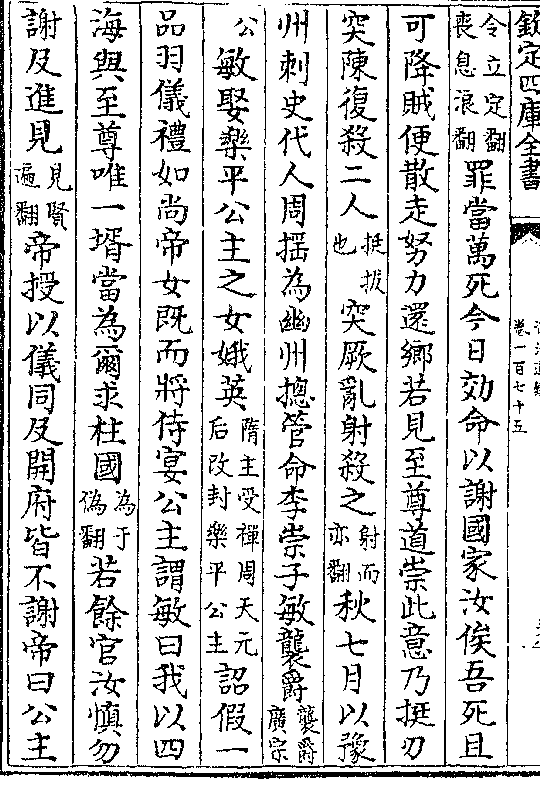 欽定四庫全書
卷一百七十五
令立定翻喪息浪翻罪當萬死今日効命以謝國家汝俟吾死且
可降賊便散走努力還鄉若見至尊道崇此意乃挺刃
突陳復殺二人挺拔也突厥亂射殺之射而亦翻秋七月以豫
州刺史代人周摇為幽州摠管命李崇子敏襲爵襲爵廣宗
公敏娶樂平公主之女娥英隋主受禪周天元后改封樂平公主詔假一
品羽儀禮如尚帝女既而將侍宴公主謂敏曰我以四
海與至尊唯一壻當為爾求柱國為于偽翻若餘官汝慎勿
謝及進見見賢遍翻帝授以儀同及開府皆不謝帝曰公主